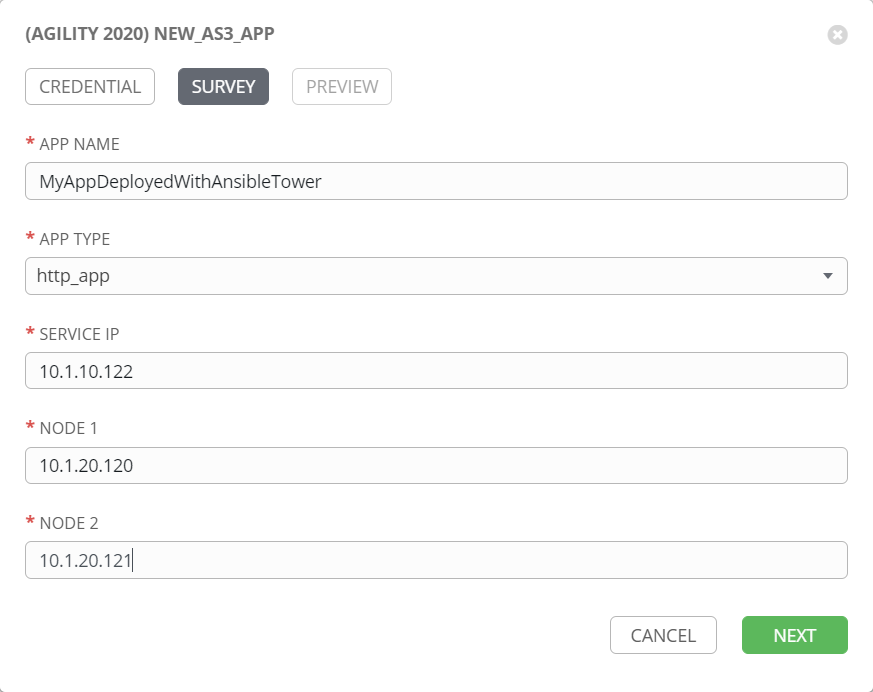 (AGILITY 2020) NEW_AS3_APP
CREDENTIAL SURVEY PREVIEW
* APP NAME
MyAppDeployedWithAnsibleTower
* APP TYPE
http_app
* SERVICE IP
10.1.10.122
* NODE 1
10.1.20.120
* NODE 2
10.1.20.121
CANCEL NEXT